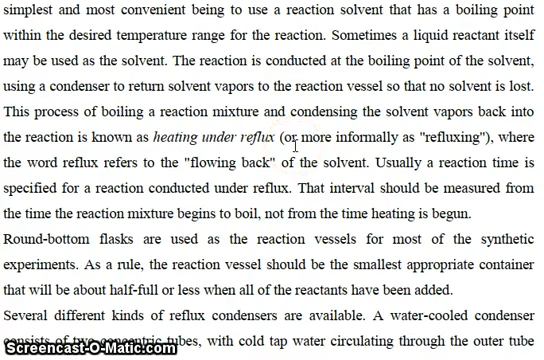 simplest and most convenient being to use a reaction solvent that has a boiling point
within the desired temperature range for the reaction. Sometimes a liquid reactant itself
may be used as the solvent. The reaction is conducted at the boiling point of the solvent,
using a condenser to return solvent vapors to the reaction vessel so that no solvent is lost.
This process of boiling a reaction mixture and condensing the solvent vapors back into
the reaction is known as heating under reflux (or more informally as "refluxing"), where
the word reflux refers to the "flowing back" of the solvent. Usually a reaction time is
specified for a reaction conducted under reflux. That interval should be measured from
the time the reaction mixture begins to boil, not from the time heating is begun.
Round-bottom flasks are used as the reaction vessels for most of the synthetic
experiments. As a rule, the reaction vessel should be the smallest appropriate container
that will be about half-full or less when all of the reactants have been added.
Several different kinds of reflux condensers are available. A water-cooled condenser
consists of two concentric tubes, with cold tap water circulating through the outer tube
Screencast-O-Matic.com